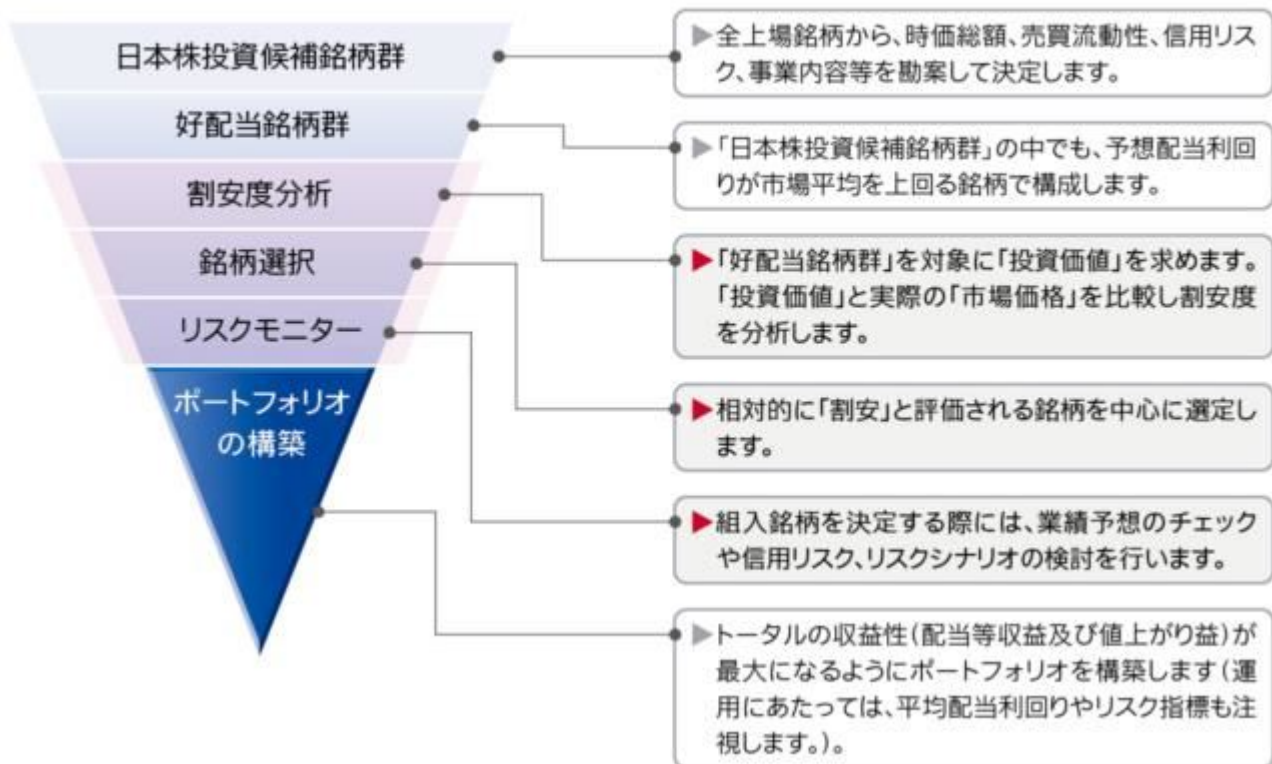 日本株投資候補銘柄群
好配当銘柄群
割安度分析
銘柄選択
リスクモニター
ポートフォリオ
の構築
▶全上場銘柄から、時価総額、売買流動性、信用リス
ク、事業内容等を勘案して決定します。
▶「日本株投資候補銘柄群」の中でも、予想配当利回
りが市場平均を上回る銘柄で構成します。
▶「好配当銘柄群」を対象に「投資価値」を求めます。
「投資価値」と実際の「市場価格」を比較し割安度
を分析します。
▶相対的に「割安」と評価される銘柄を中心に選定し
ます。
▶組入銘柄を決定する際には、業績予想のチェック
や信用リスク、リスクシナリオの検討を行います。
▶トータルの収益性(配当等収益及び値上がり益)が
最大になるようにポートフォリオを構築します(運
用にあたっては、平均配当利回りやリスク指標も注
視します。)。